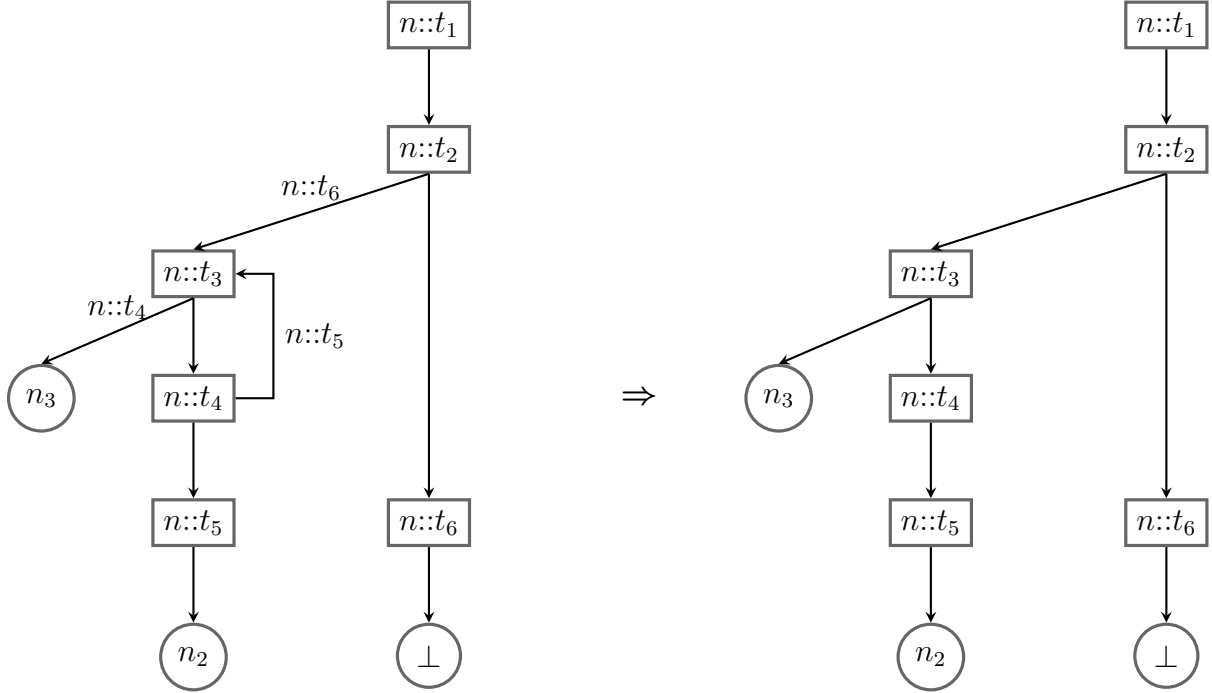 n::t₁
n::t₂
n::t₆
n::t₃
n::t₄
n::t₅
n₃
n::t₄
n::t₅
n::t₆
n₂
⊥
⇒
n::t₁
n::t₂
n::t₃
n₃
n::t₄
n::t₅
n::t₆
n₂
⊥